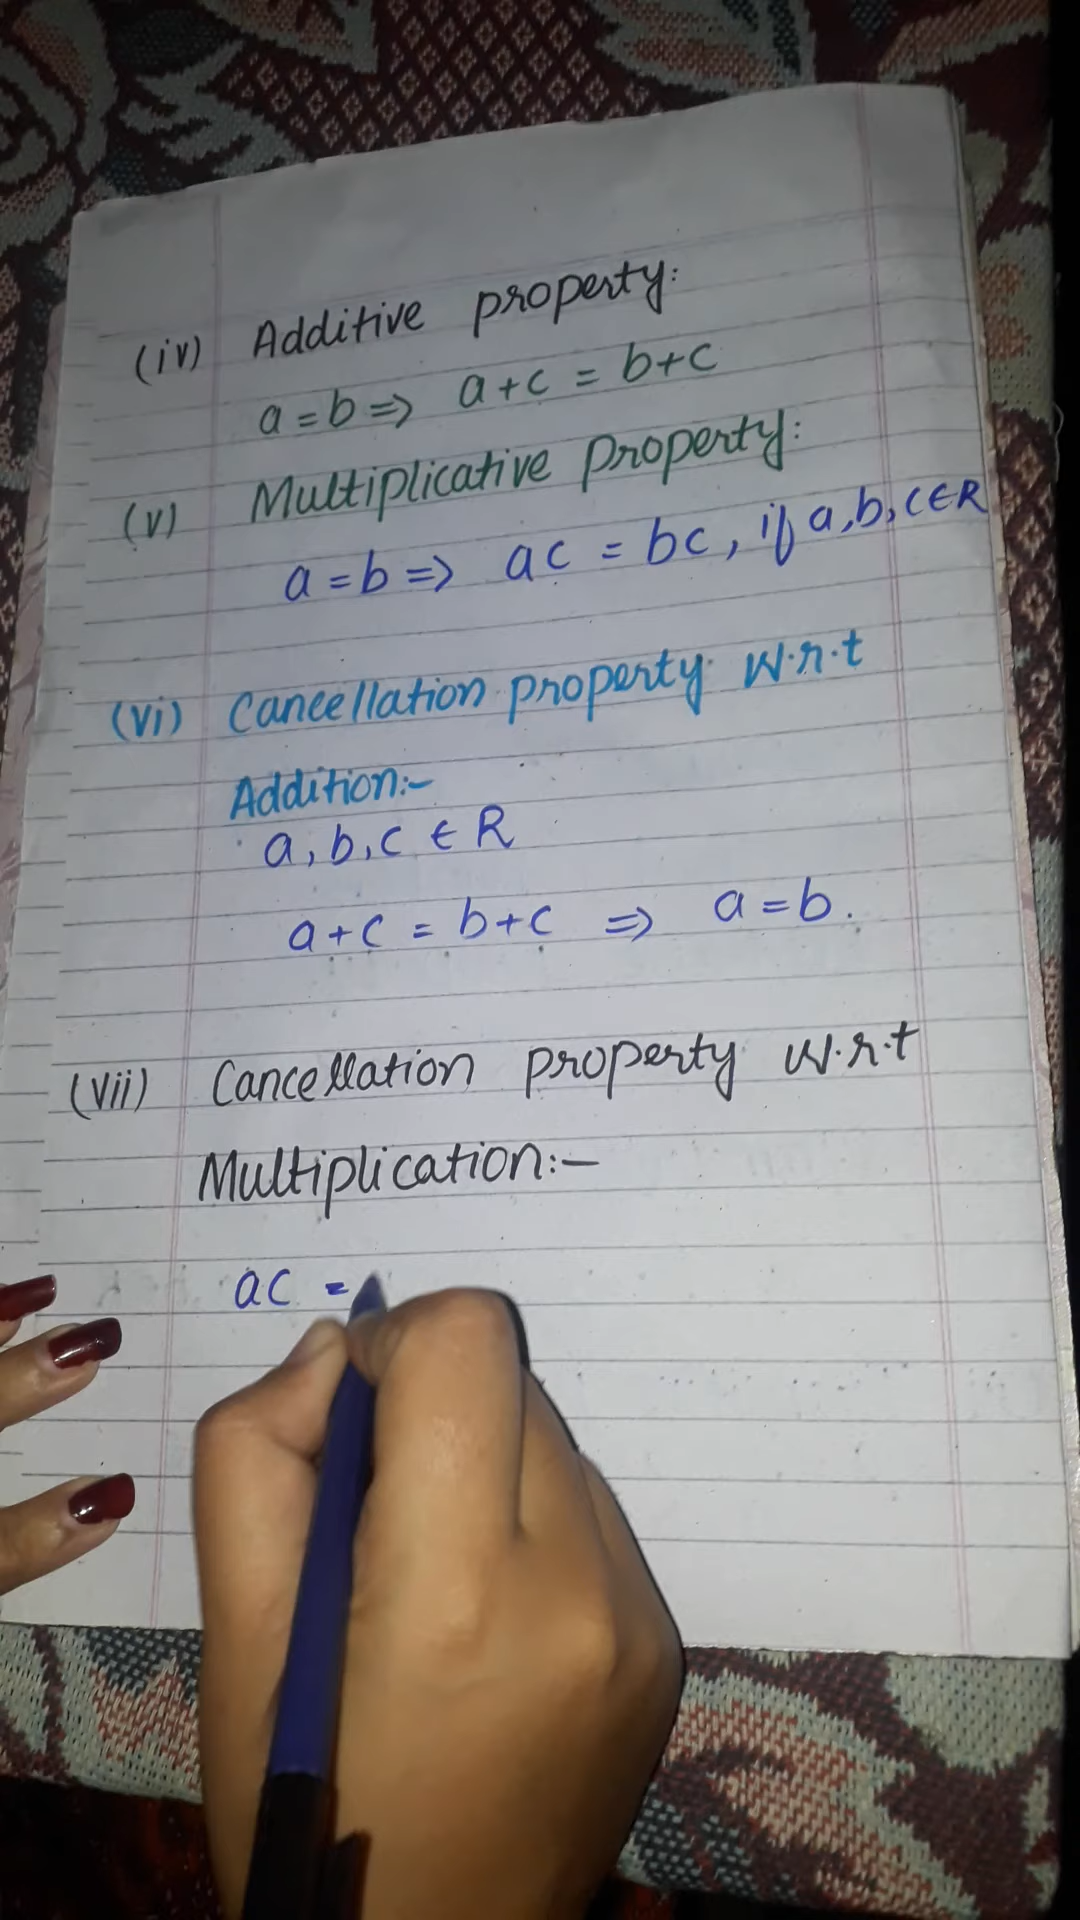 (iv) Additive property:
a = b => a + c = b + c
(v) Multiplicative Property:
a = b => ac = bc, if a, b, c ∈ R
(vi) Cancellation property W.r.t
Addition:-
a, b, c ∈ R
a + c = b + c => a = b.
(vii) Cancellation property w.r.t
Multiplication:-
ac =